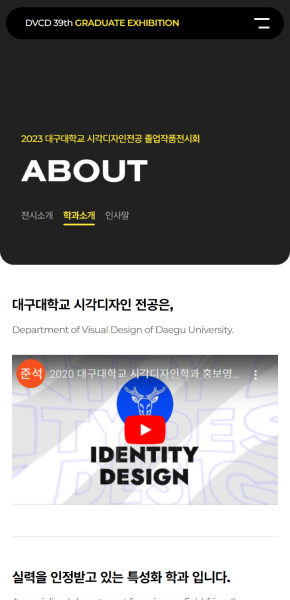 DVCD 39th GRADUATE EXHIBITION
2023 대구대학교 시각디자인전공 졸업작품전시회
ABOUT
전시소개 학과소개 인사말
대구대학교 시각디자인 전공은,
Department of Visual Design of Daegu University.
준석 2020 대구대학교 시각디자인학과 홍보영...
IDENTITY
DESIGN
실력을 인정받고 있는 특성화 학과 입니다.